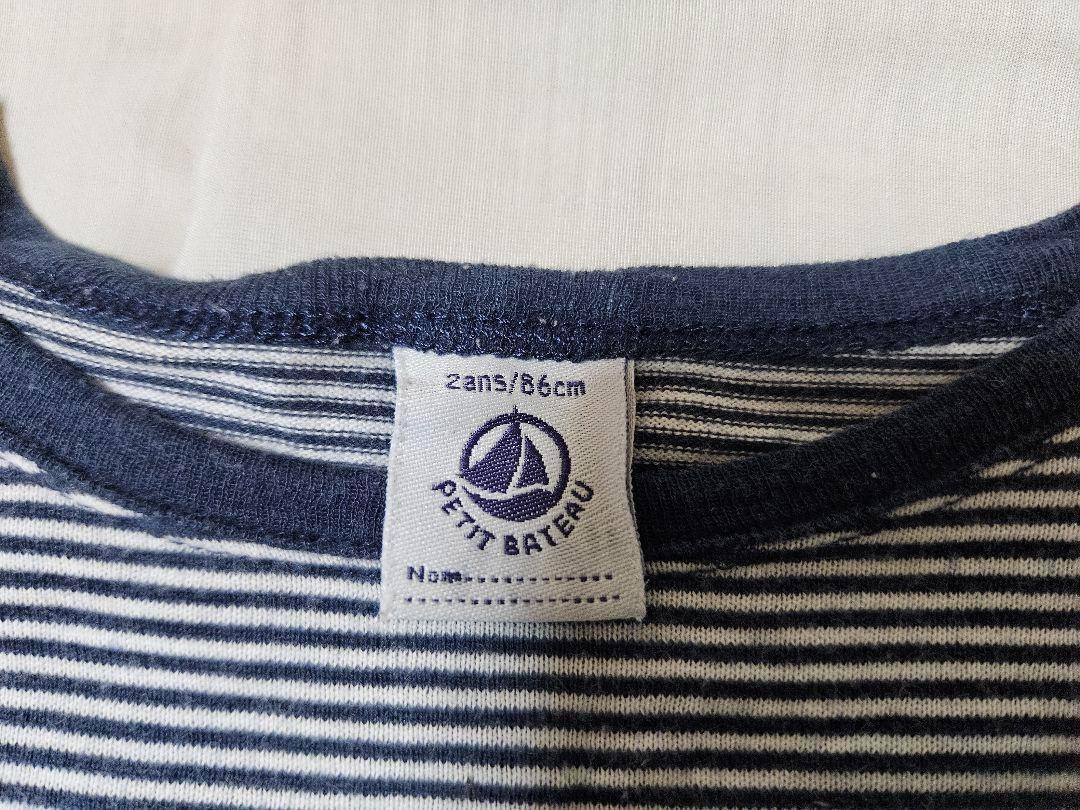 2ans/86cm
PETIT BATEAU
Nom..............
....................